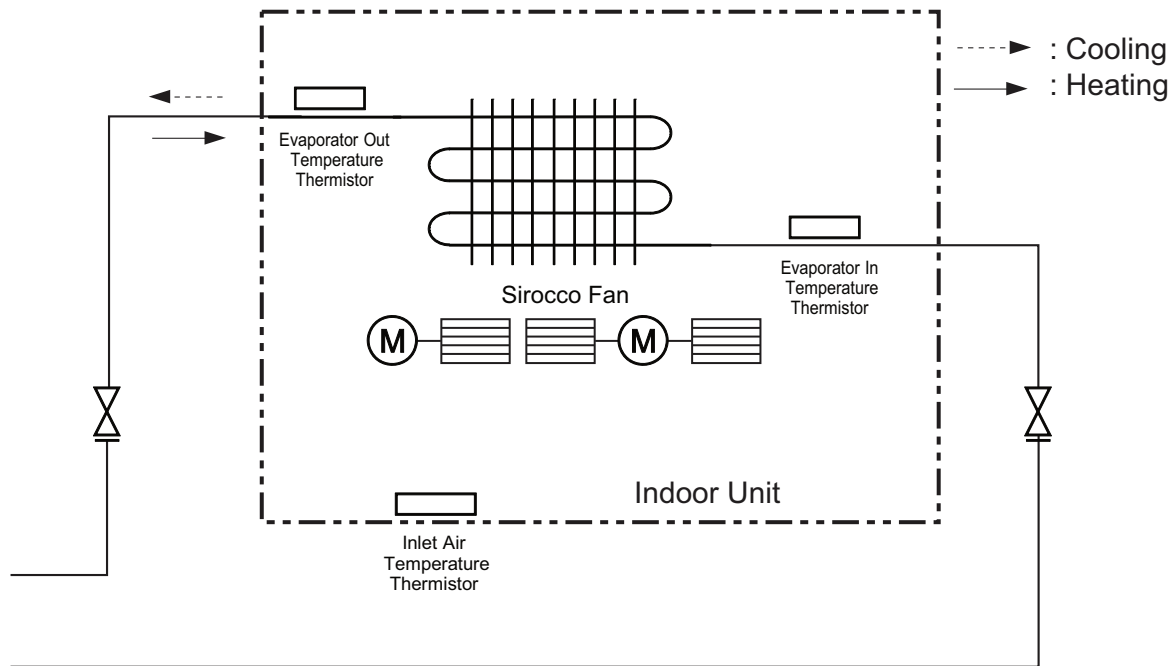 : Cooling
: Heating
Evaporator Out
Temperature
Thermistor
Evaporator In
Temperature
Thermistor
Sirocco Fan
M
M
Indoor Unit
Inlet Air
Temperature
Thermistor